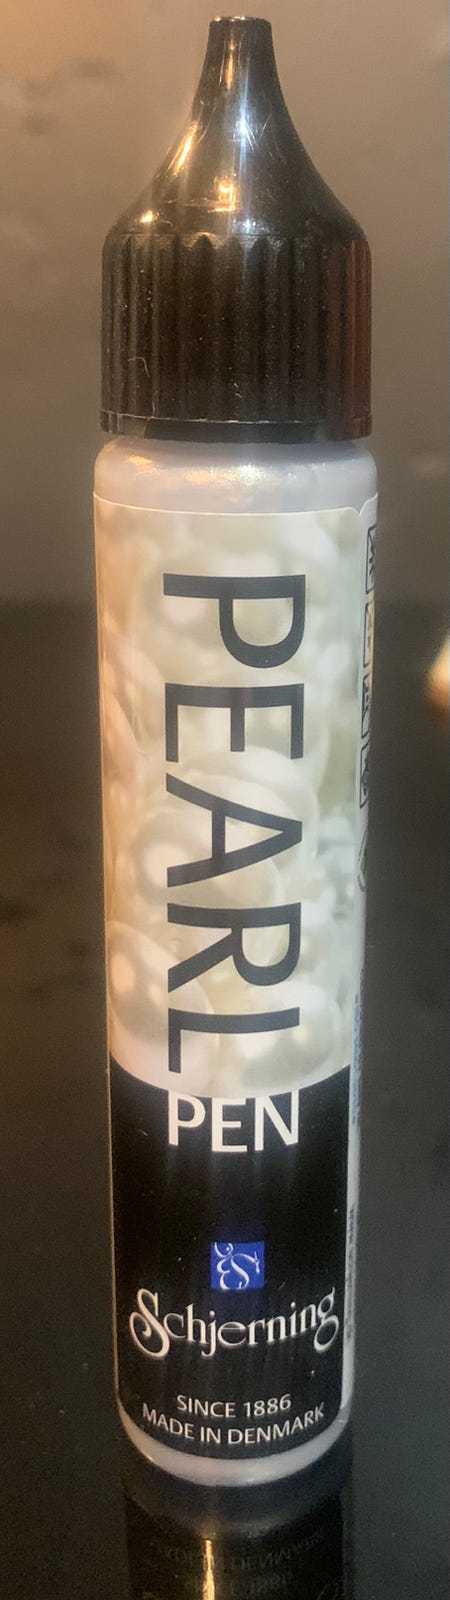 PEARL
PEN
Schjerning
SINCE 1886
MADE IN DENMARK